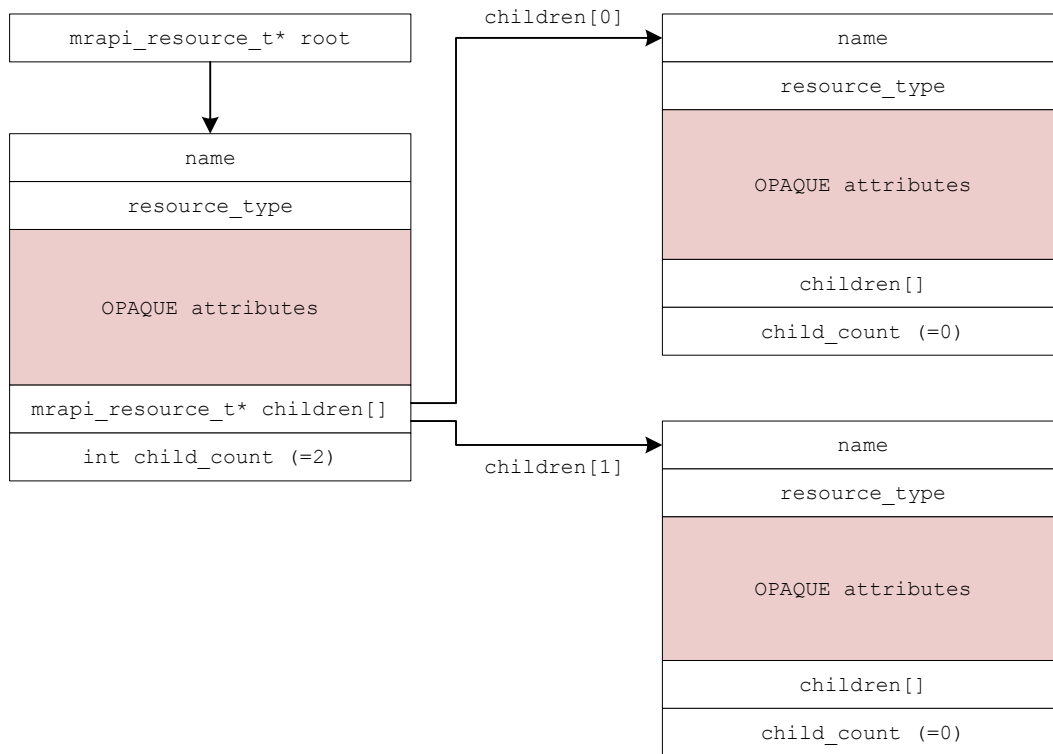 mrapi_resource_t* root
name
resource_type
OPAQUE attributes
mrapi_resource_t* children[]
int child_count (=2)
children[0]
name
resource_type
OPAQUE attributes
children[]
child_count (=0)
children[1]
name
resource_type
OPAQUE attributes
children[]
child_count (=0)